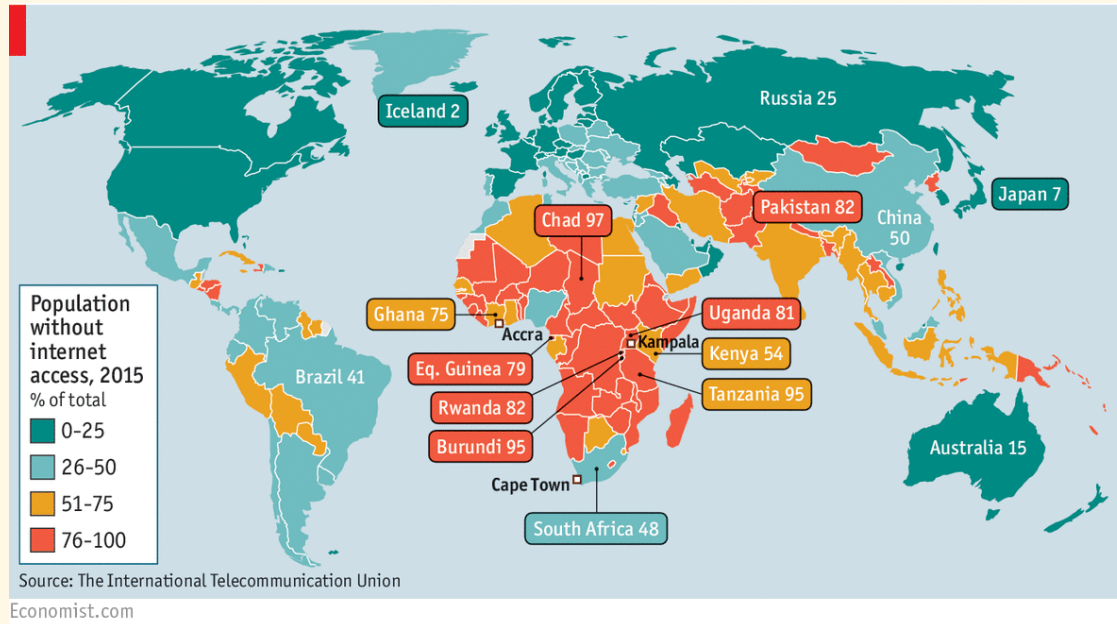 Iceland 2
Russia 25
Japan 7
Pakistan 82
China
50
Chad 97
Population
without
internet
access, 2015
% of total
0-25
26-50
51-75
76-100
Ghana 75
Accra
Uganda 81
Kampala
Kenya 54
Eq. Guinea 79
Brazil 41
Rwanda 82
Tanzania 95
Burundi 95
Australia 15
Cape Town
South Africa 48
Source: The International Telecommunication Union
Economist.com